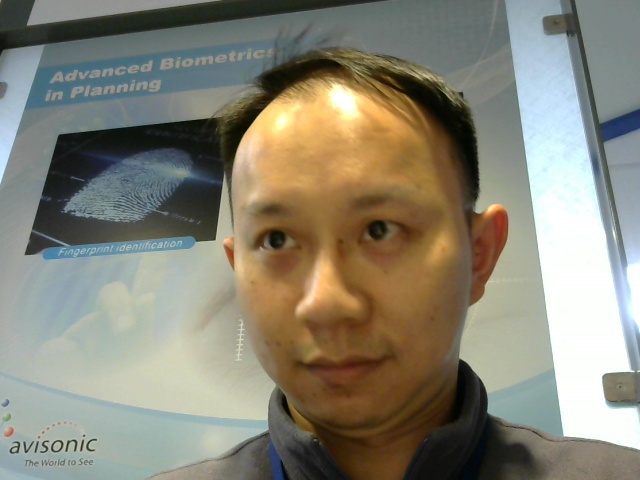 Advanced Biometrics
in Planning
Fingerprint identification
avisonic
The World to See